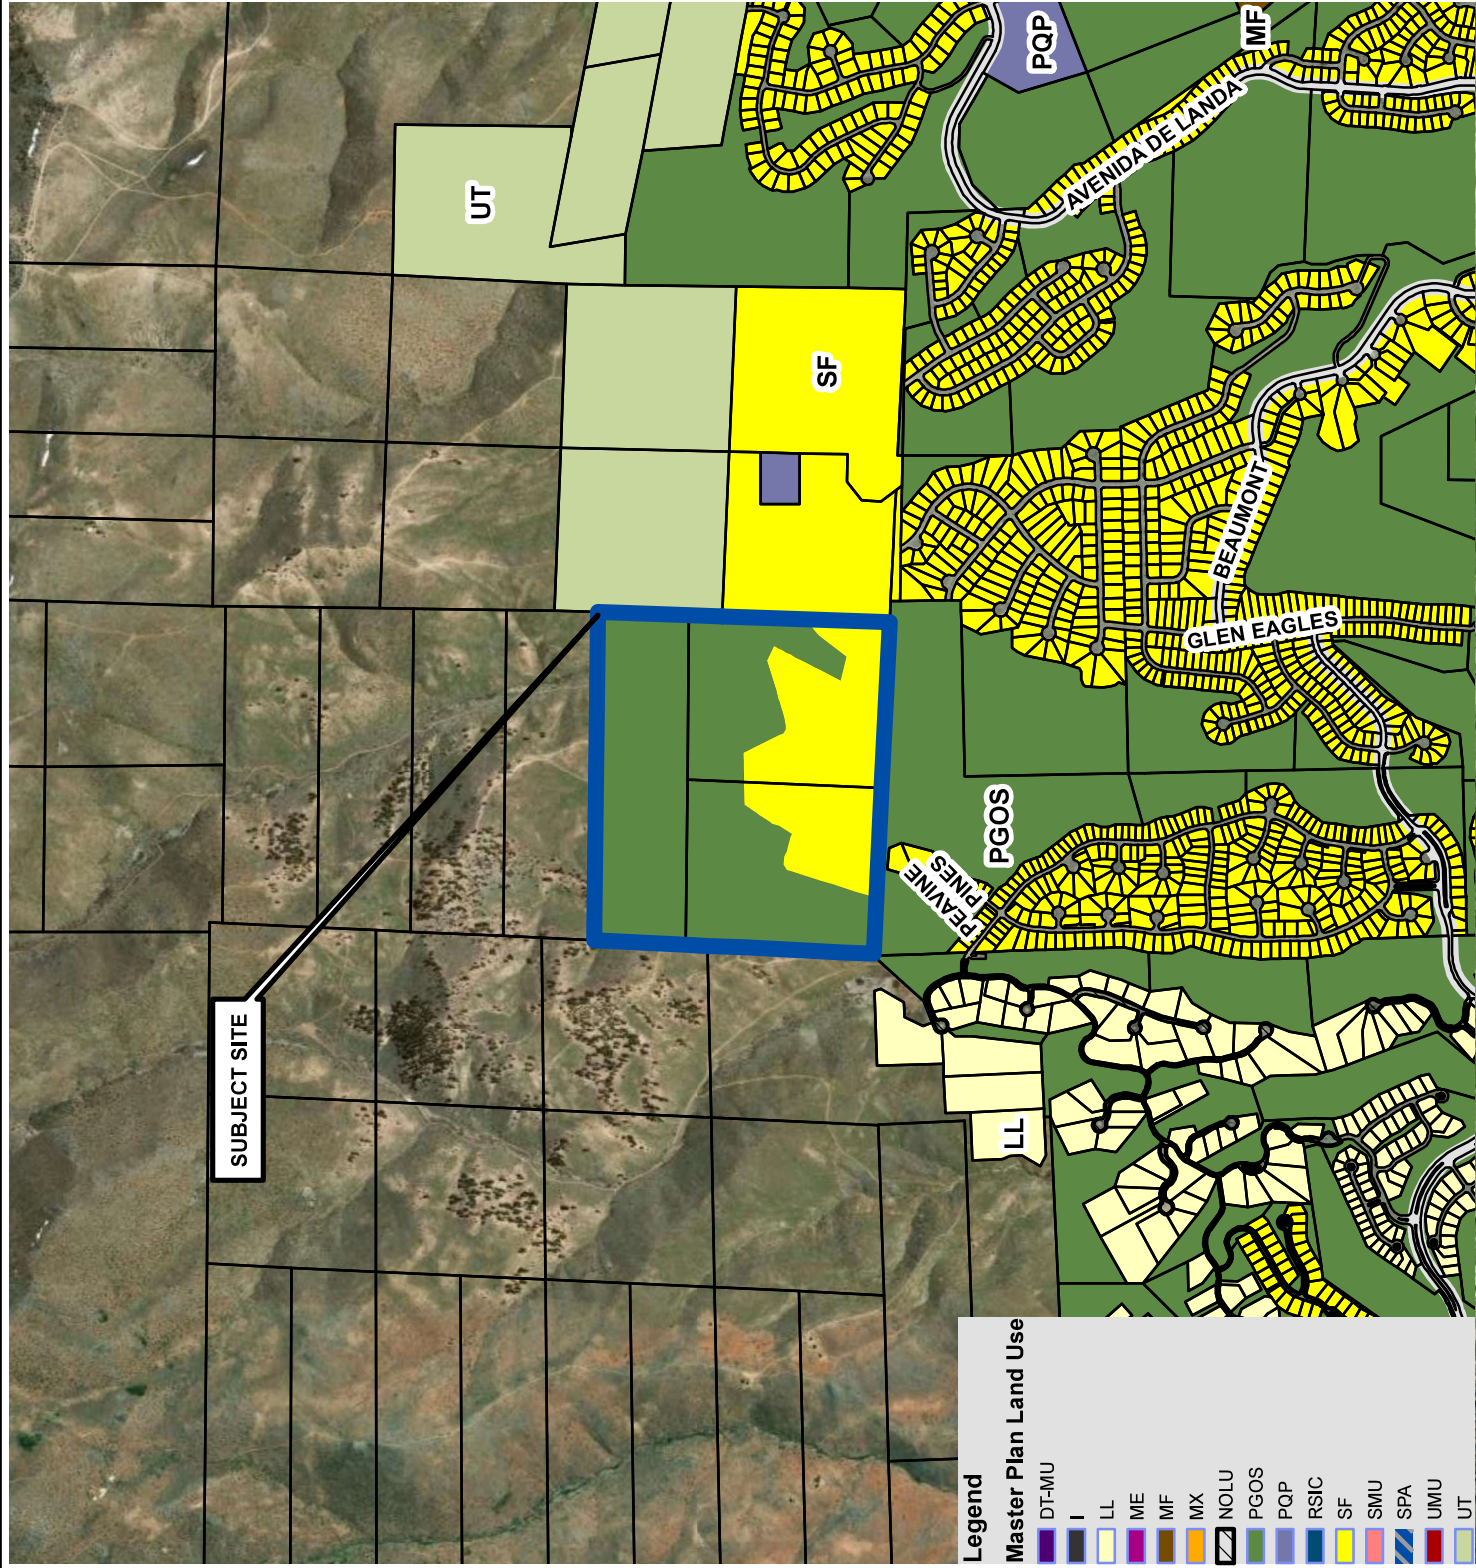 SUBJECT SITE
UT
SF
PQP
MF
AVENIDA DE LANDA
BEAUMONT
GLEN EAGLES
PGOS
PEAVINE
PINES
LL
Legend
Master Plan Land Use
DT-MU
I
LL
ME
MF
MX
NOLU
PGOS
PQP
RSIC
SF
SMU
SPA
UMU
UT